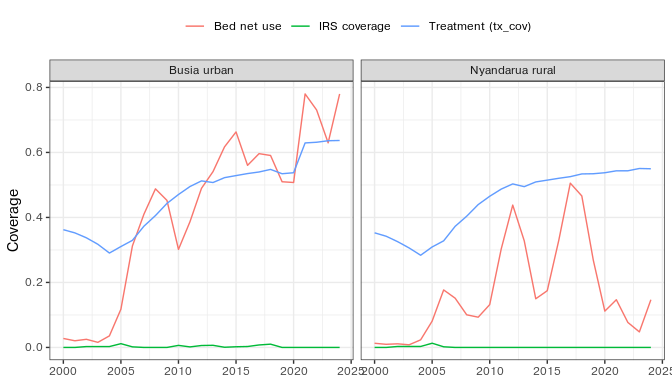 Bed net use IRS coverage Treatment (tx_cov)
Busia urban Nyandarua rural
0.8
0.6
0.4
0.2
0.0
Coverage
2000 2005 2010 2015 2020 2025 2000 2005 2010 2015 2020 2025